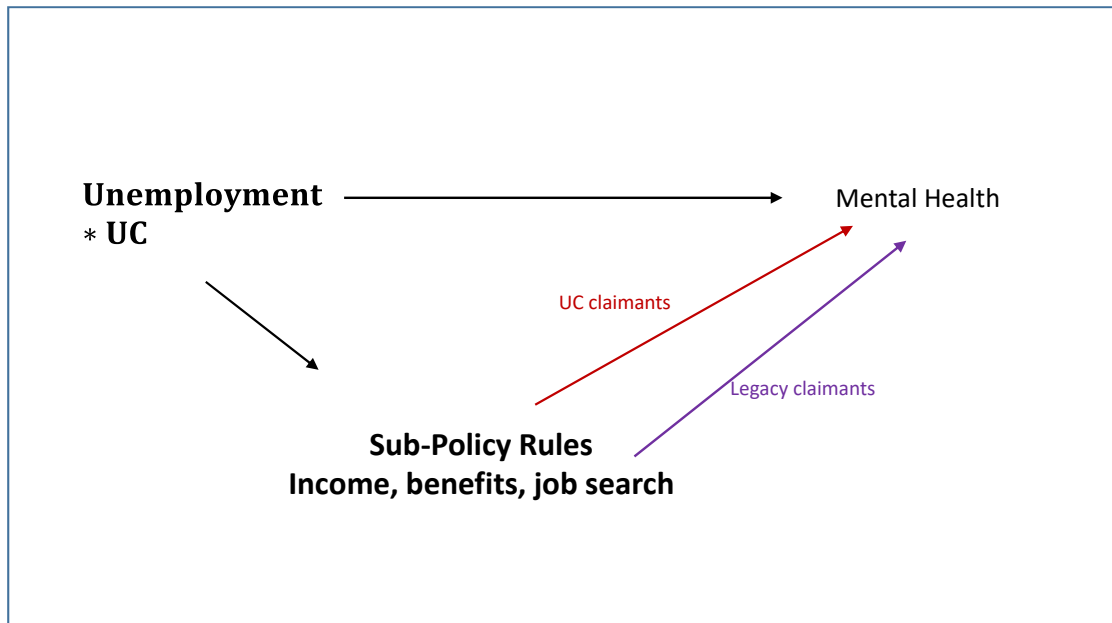 Unemployment
∗ UC
Mental Health
UC claimants
Legacy claimants
Sub-Policy Rules
Income, benefits, job search